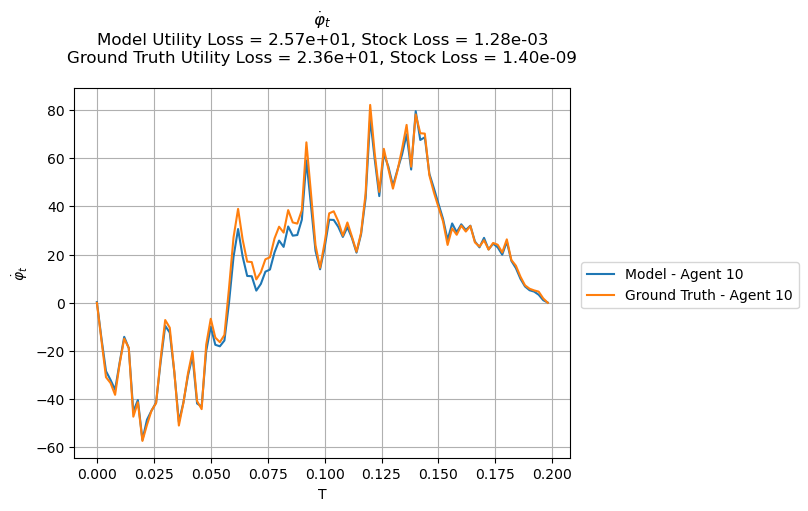 φ̇ₜ
Model Utility Loss = 2.57e+01, Stock Loss = 1.28e-03
Ground Truth Utility Loss = 2.36e+01, Stock Loss = 1.40e-09
80
60
40
20
0
−20
−40
−60
φ̇ₜ
0.000 0.025 0.050 0.075 0.100 0.125 0.150 0.175 0.200
T
Model - Agent 10
Ground Truth - Agent 10